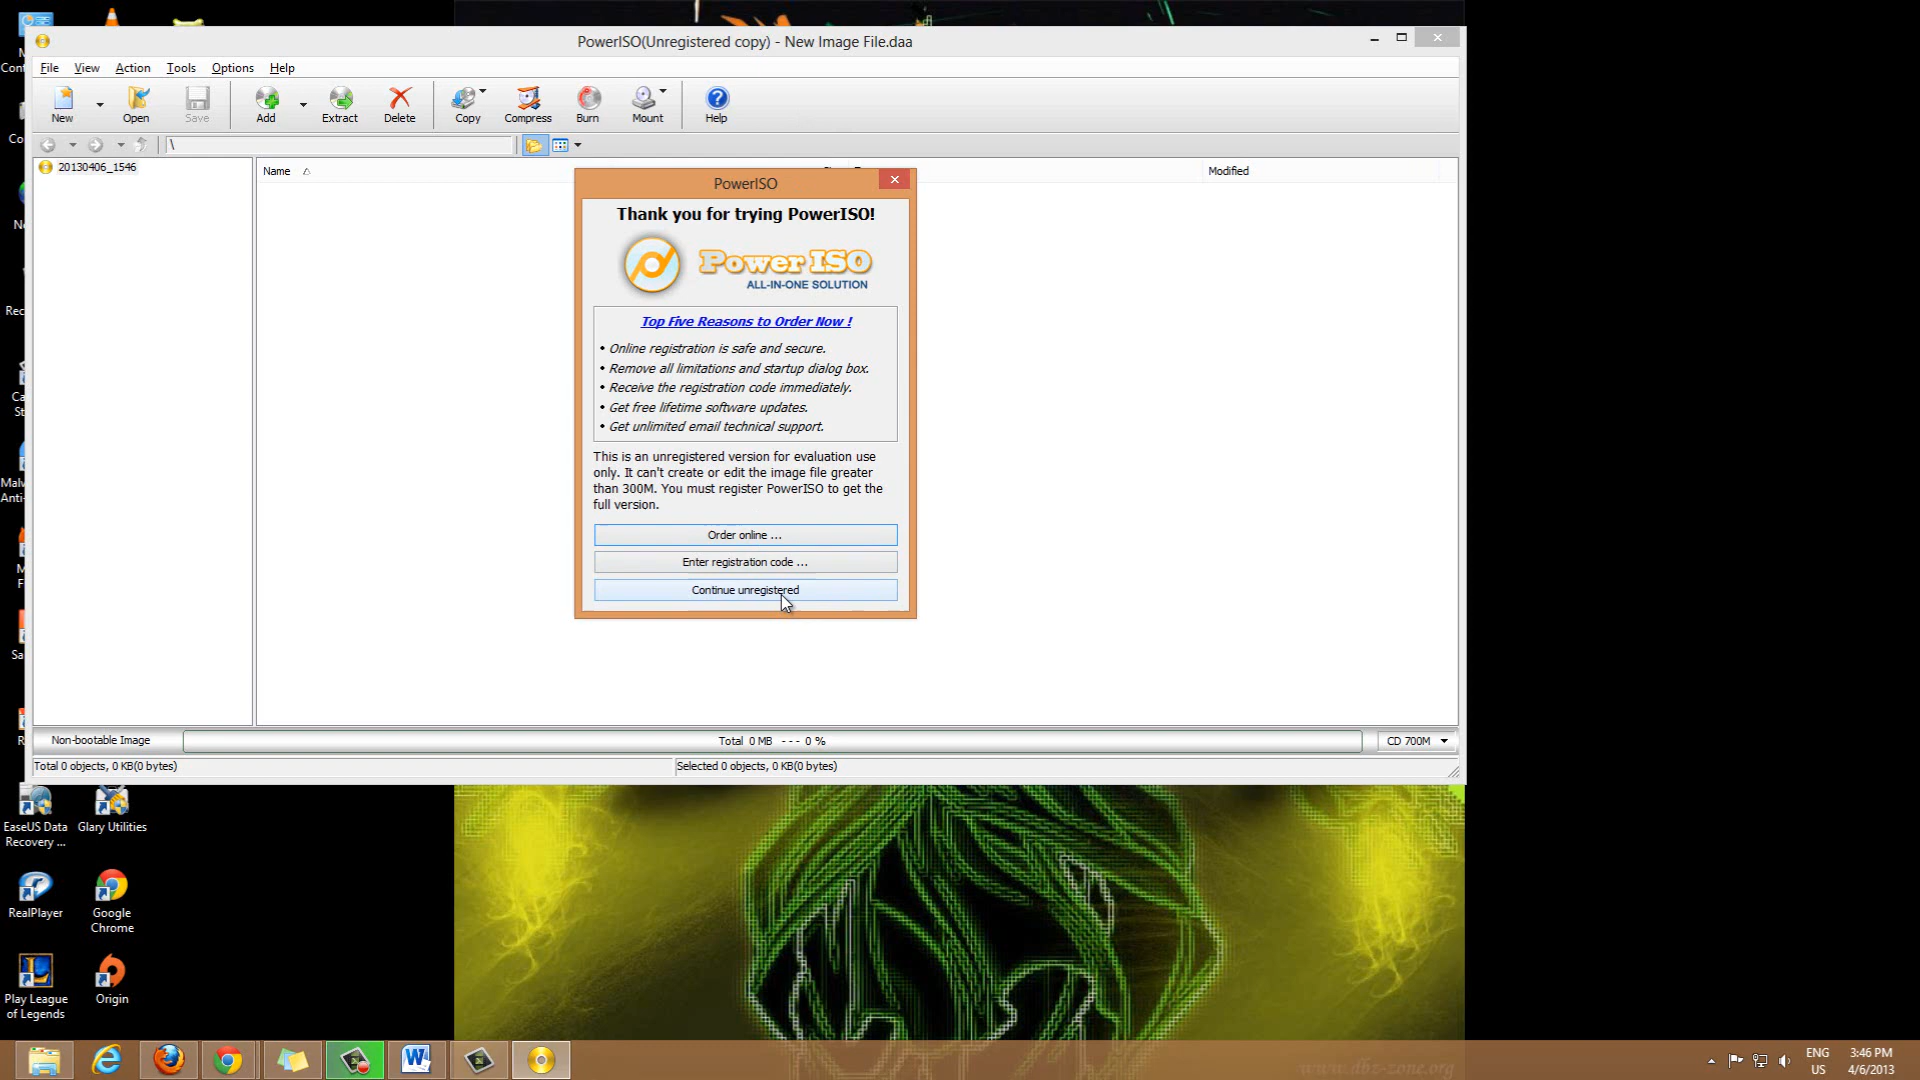 PowerISO(Unregistered copy) - New Image File.daa
File View Action Tools Options Help
New Open Save Add Extract Delete Copy Compress Burn Mount Help
\
20130406_1546
Name Modified
PowerISO
Thank you for trying PowerISO!
Power ISO
ALL-IN-ONE SOLUTION
Top Five Reasons to Order Now !
• Online registration is safe and secure.
• Remove all limitations and startup dialog box.
• Receive the registration code immediately.
• Get free lifetime software updates.
• Get unlimited email technical support.
This is an unregistered version for evaluation use
only. It can't create or edit the image file greater
than 300M. You must register PowerISO to get the
full version.
Order online ...
Enter registration code ...
Continue unregistered
Non-bootable Image
Total 0 MB --- 0 %
CD 700M
Total 0 objects, 0 KB(0 bytes)
Selected 0 objects, 0 KB(0 bytes)
EaseUS Data
Recovery ...
Glary Utilities
RealPlayer
Google
Chrome
Play League
of Legends
Origin
www.dbz-zone.org
ENG
US
3:46 PM
4/6/2013